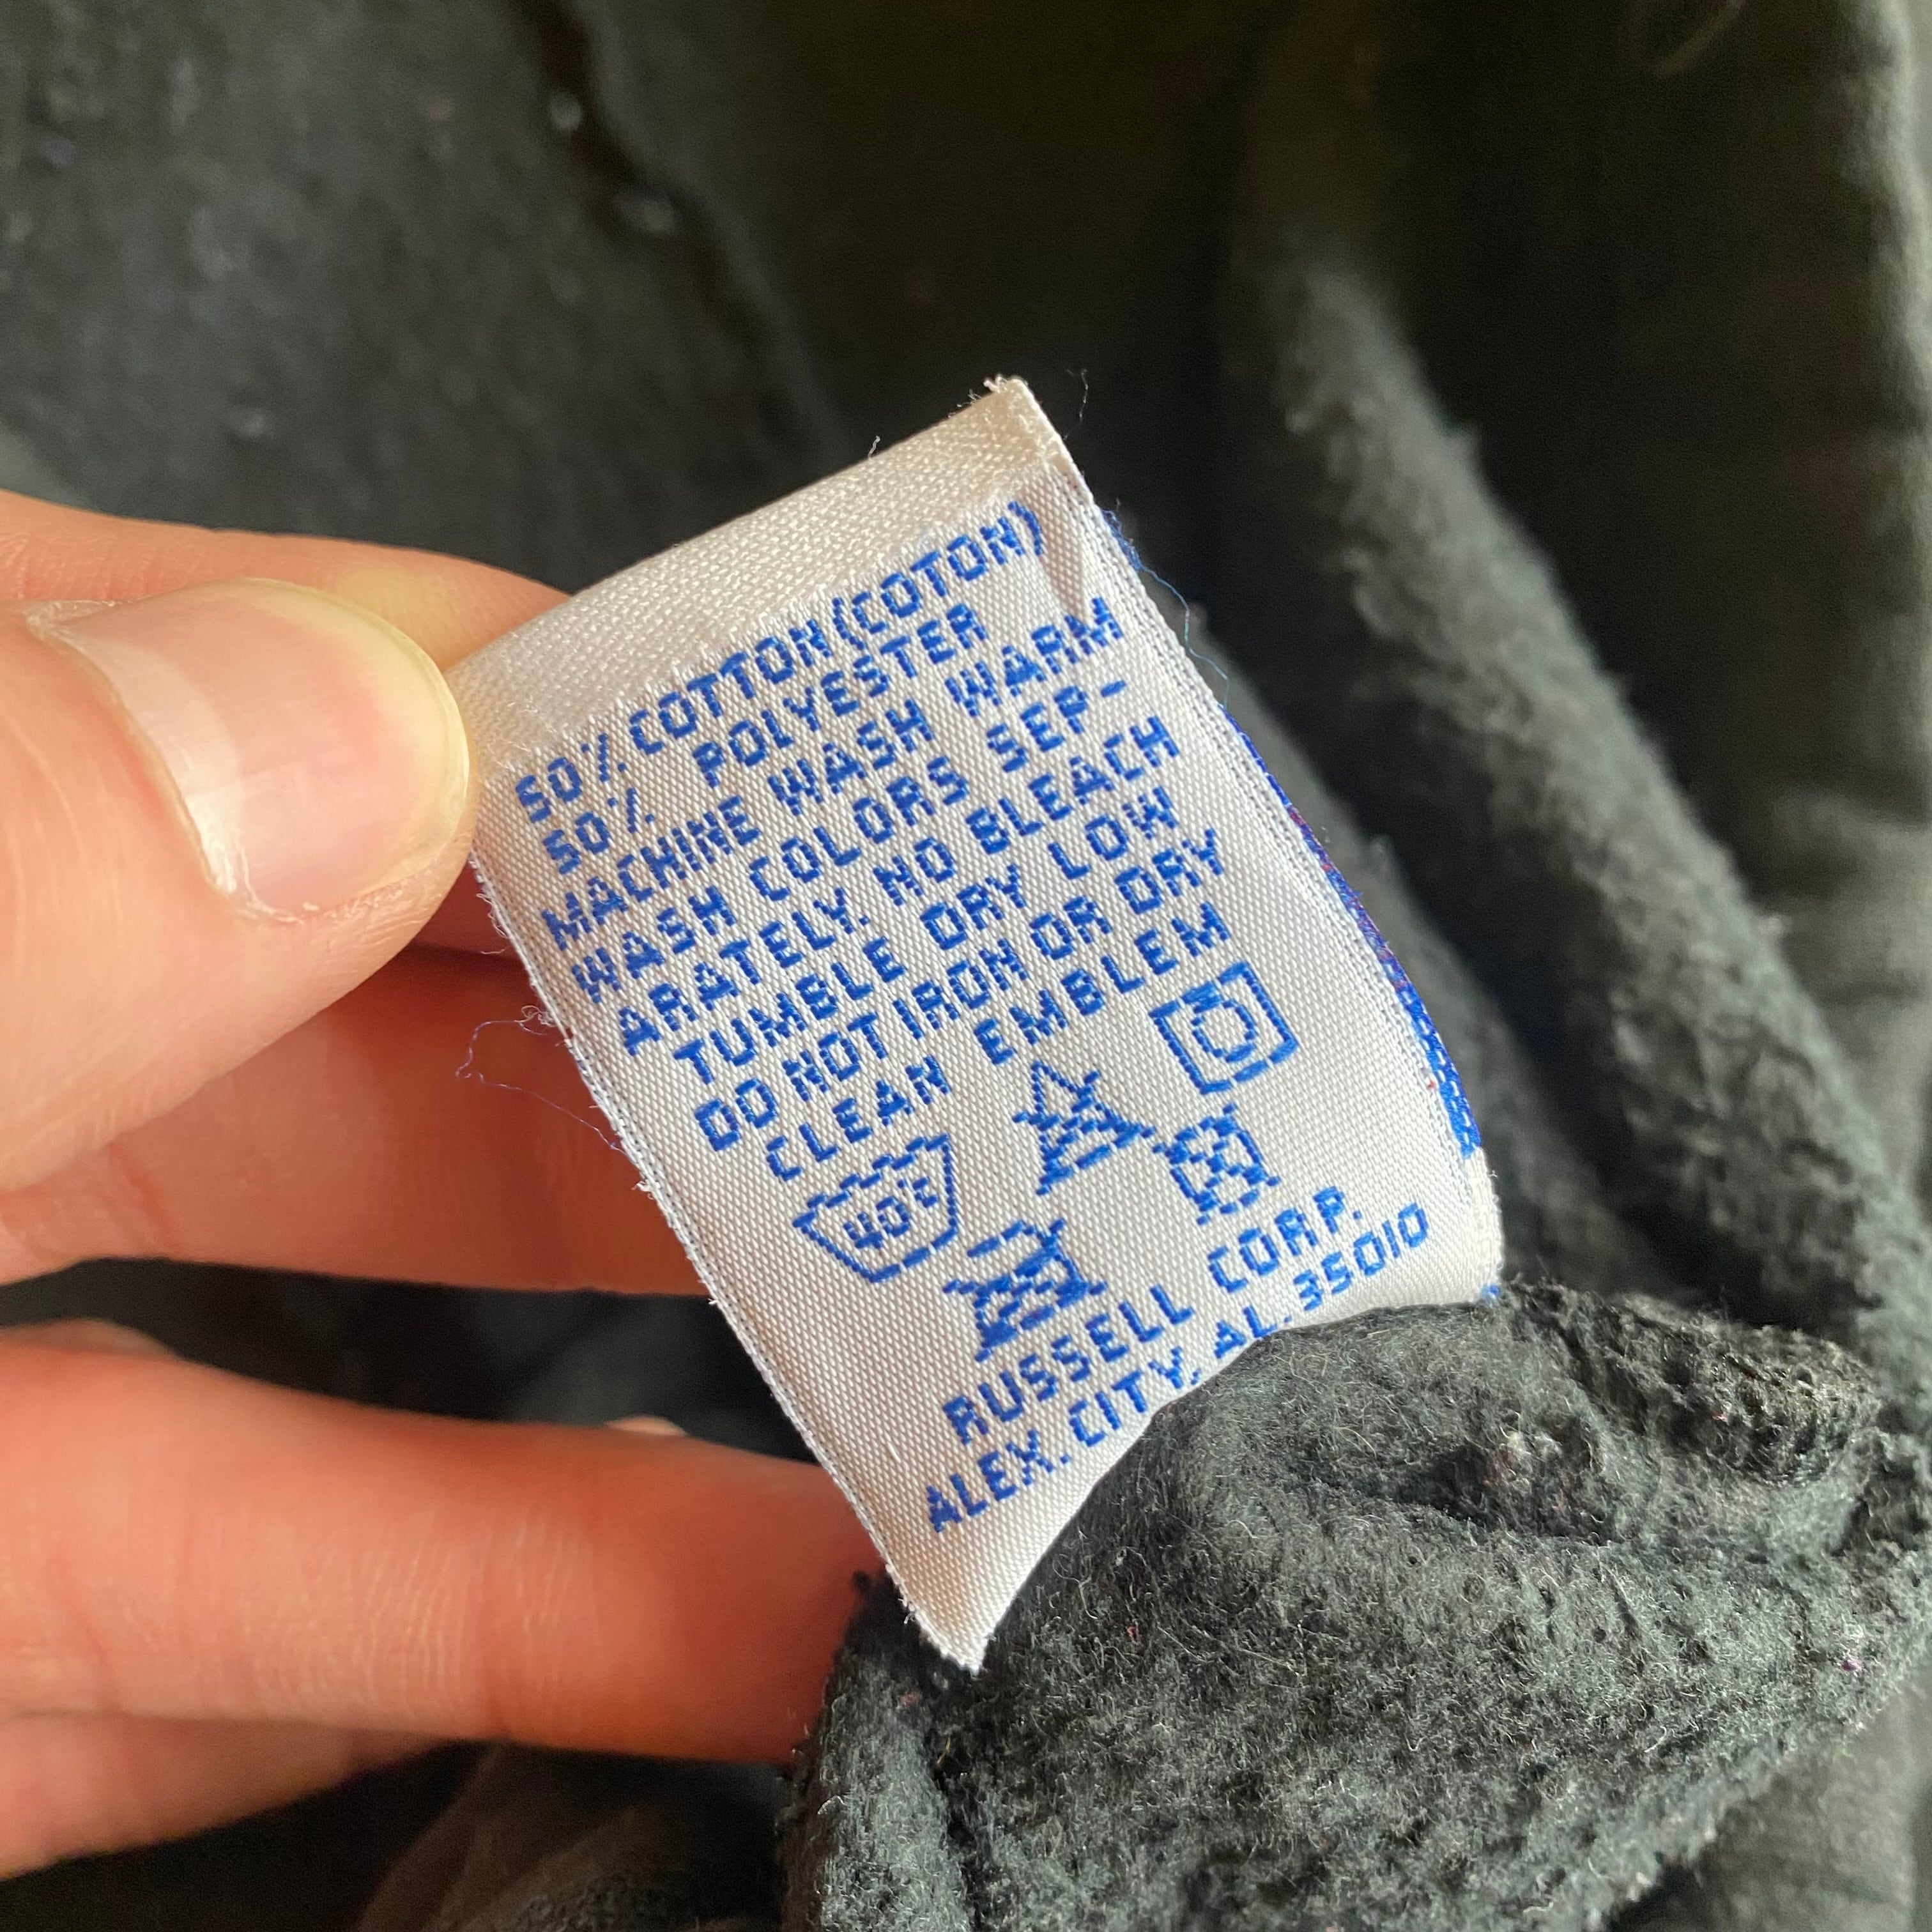 50% COTTON(COTON)
50% POLYESTER
MACHINE WASH WARM
WASH COLORS SEP-
ARATELY. NO BLEACH
TUMBLE DRY LOW
DO NOT IRON OR DRY
CLEAN EMBLEM
40°C
RUSSELL CORP.
ALEX. CITY, AL. 35010